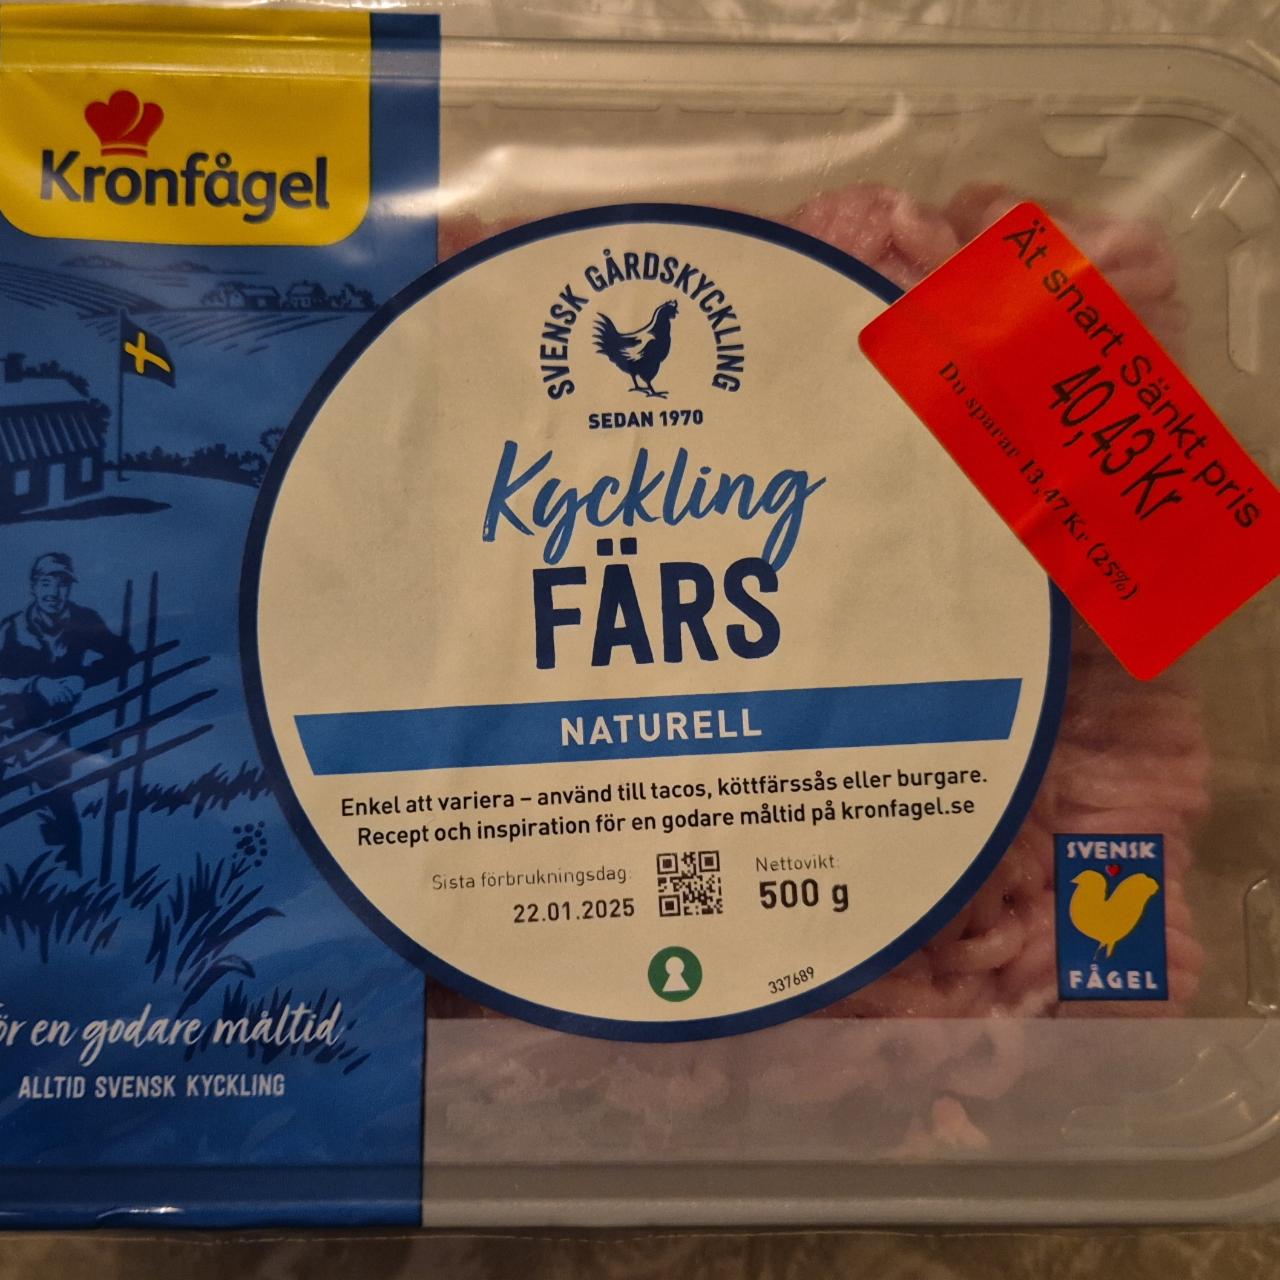 Kronfågel
SVENSK GÅRDSKYCKLING
SEDAN 1970
Kyckling
FÄRS
NATURELL
Enkel att variera – använd till tacos, köttfärssås eller burgare.
Recept och inspiration för en godare måltid på kronfagel.se
Sista förbrukningsdag:
22.01.2025
Nettovikt:
500 g
337689
Ät snart Sänkt pris
40,43 Kr
Du sparar 13,47 Kr (25%)
SVENSK
FÅGEL
ör en godare måltid
ALLTID SVENSK KYCKLING